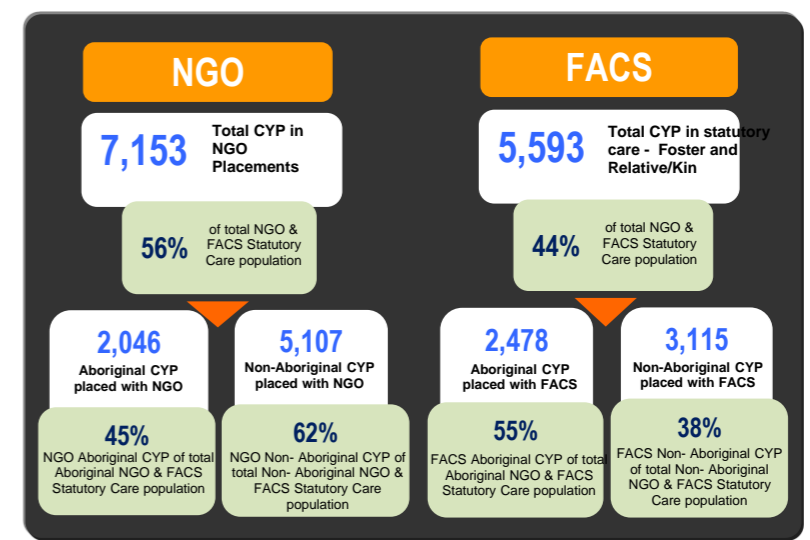 NGO
7,153
Total CYP in
NGO
Placements
56%
of total NGO &
FACS Statutory
Care population
2,046
Aboriginal CYP
placed with NGO
45%
NGO Aboriginal CYP of total
Aboriginal NGO & FACS
Statutory Care population
5,107
Non-Aboriginal CYP
placed with NGO
62%
NGO Non- Aboriginal CYP of
total Non- Aboriginal NGO &
FACS Statutory Care
population
FACS
5,593
Total CYP in statutory
care - Foster and
Relative/Kin
44%
of total NGO &
FACS Statutory
Care population
2,478
Aboriginal CYP
placed with FACS
55%
FACS Aboriginal CYP of total
Aboriginal NGO & FACS
Statutory Care population
3,115
Non-Aboriginal CYP
placed with FACS
38%
FACS Non- Aboriginal CYP
of total Non- Aboriginal
NGO & FACS Statutory
Care population